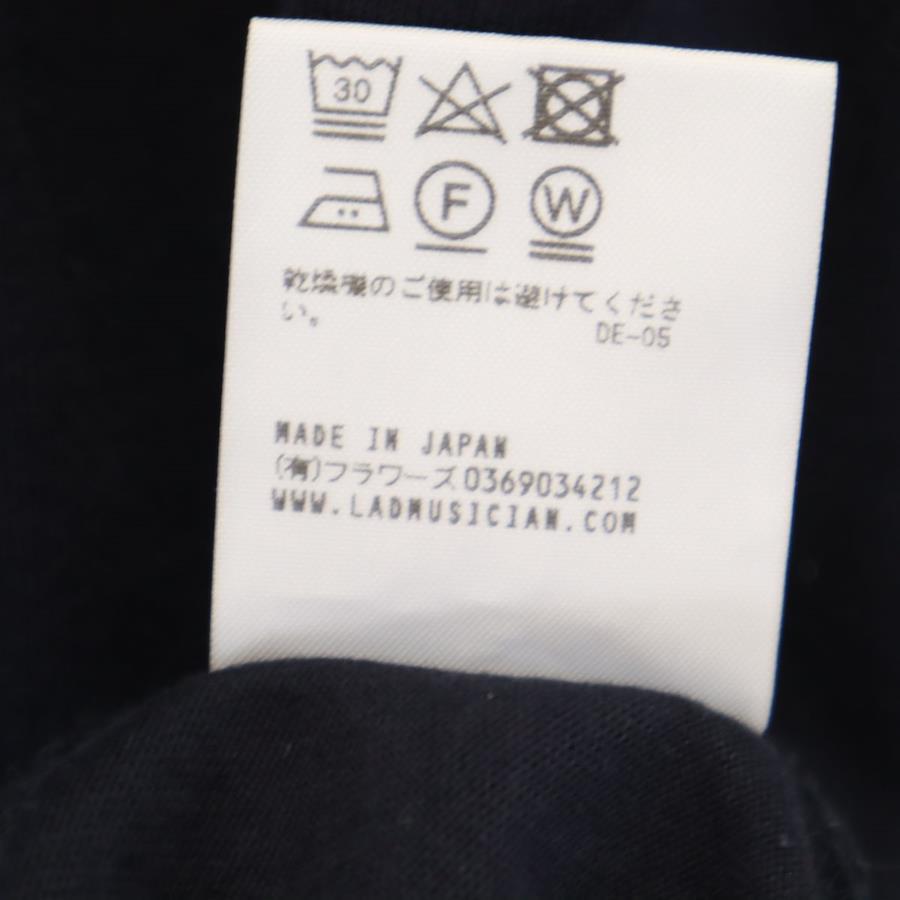 30
F W
乾燥機のご使用は避けてくださ
い。
DE-05
MADE IN JAPAN
(有)フラワーズ0369034212
WWW.LADMUSICIAN.COM